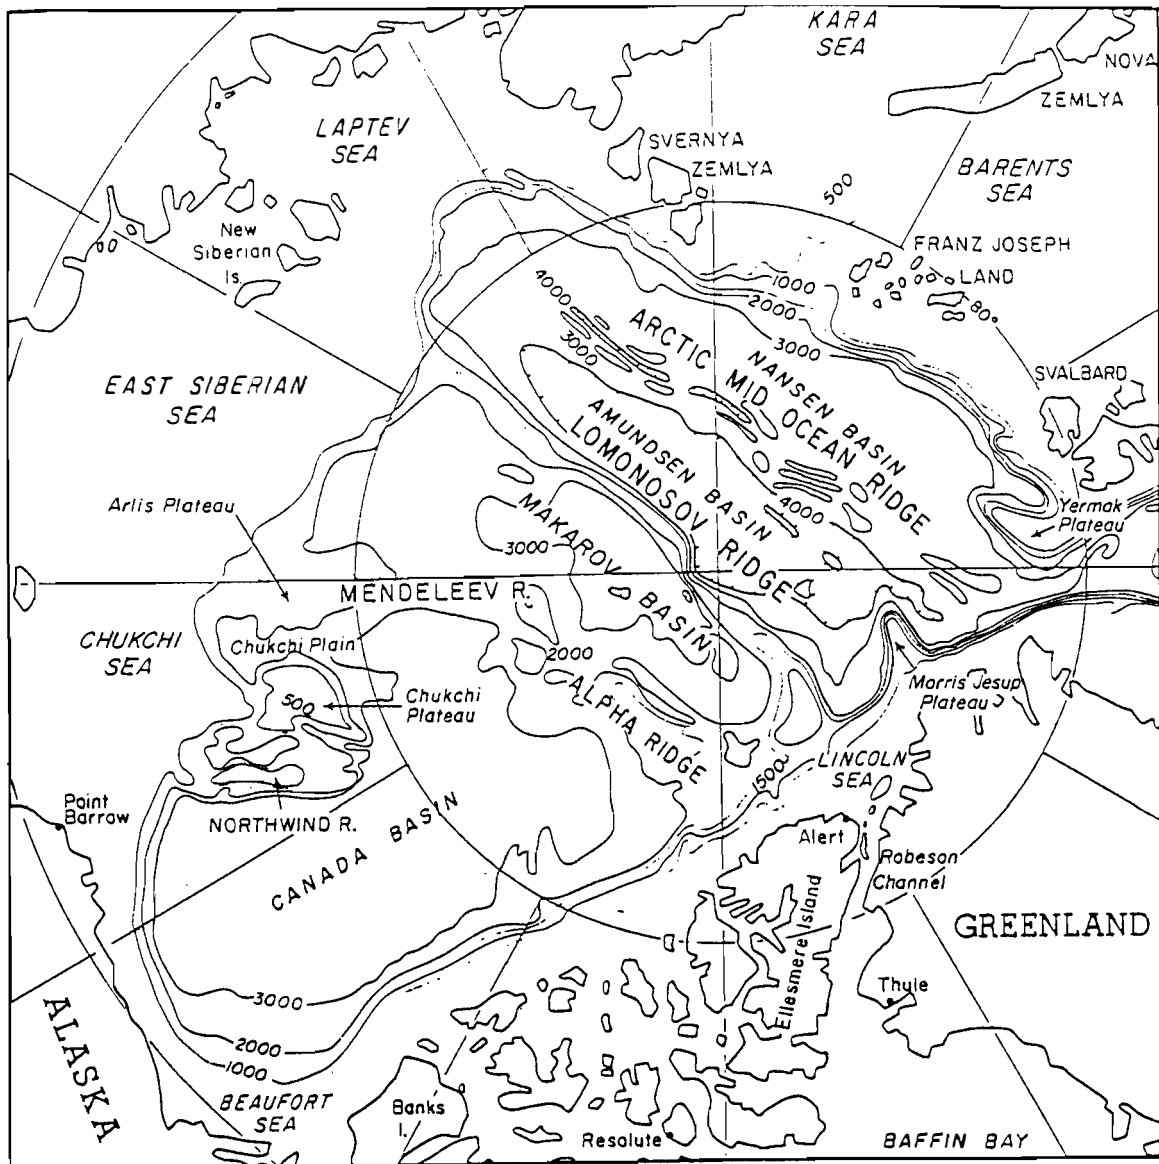 KARA
SEA
NOVA
ZEMLYA
LAPTEV
SEA
SVERNYA
ZEMLYA
BARENTS
SEA
500
New
Siberian
Is.
FRANZ JOSEPH
LAND
80°
1000
2000
3000
4000
3000
ARCTIC MID OCEAN RIDGE
NANSEN BASIN
SVALBARD
EAST SIBERIAN
SEA
AMUNDSEN BASIN
LOMONOSOV RIDGE
4000
Yermak
Plateau
Arlis Plateau
MAKAROV BASIN
3000
MENDELEEV R.
CHUKCHI
SEA
Chukchi Plain
2000
500
Chukchi
Plateau
ALPHA RIDGE
Morris Jesup
Plateau
LINCOLN
SEA
1500
Point
Barrow
NORTHWIND R.
CANADA BASIN
Alert
Robeson
Channel
Ellesmere Island
GREENLAND
Thule
3000
2000
1000
ALASKA
BEAUFORT
SEA
Banks
I.
Resolute
BAFFIN BAY